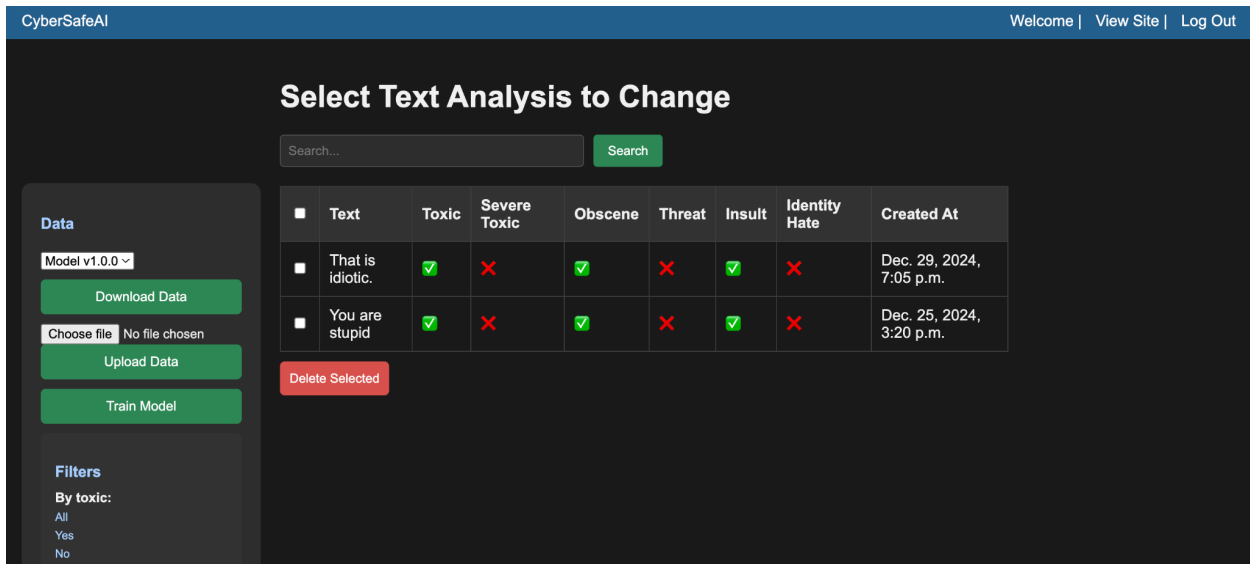 CyberSafeAI
Welcome | View Site | Log Out
Select Text Analysis to Change
Search... Search
Data
Model v1.0.0
Download Data
Choose file No file chosen
Upload Data
Train Model
Filters
By toxic:
All
Yes
No
Text Toxic Severe Toxic Obscene Threat Insult Identity Hate Created At
That is idiotic. ✅ ❌ ✅ ❌ ✅ ❌ Dec. 29, 2024, 7:05 p.m.
You are stupid ✅ ❌ ✅ ❌ ✅ ❌ Dec. 25, 2024, 3:20 p.m.
Delete Selected